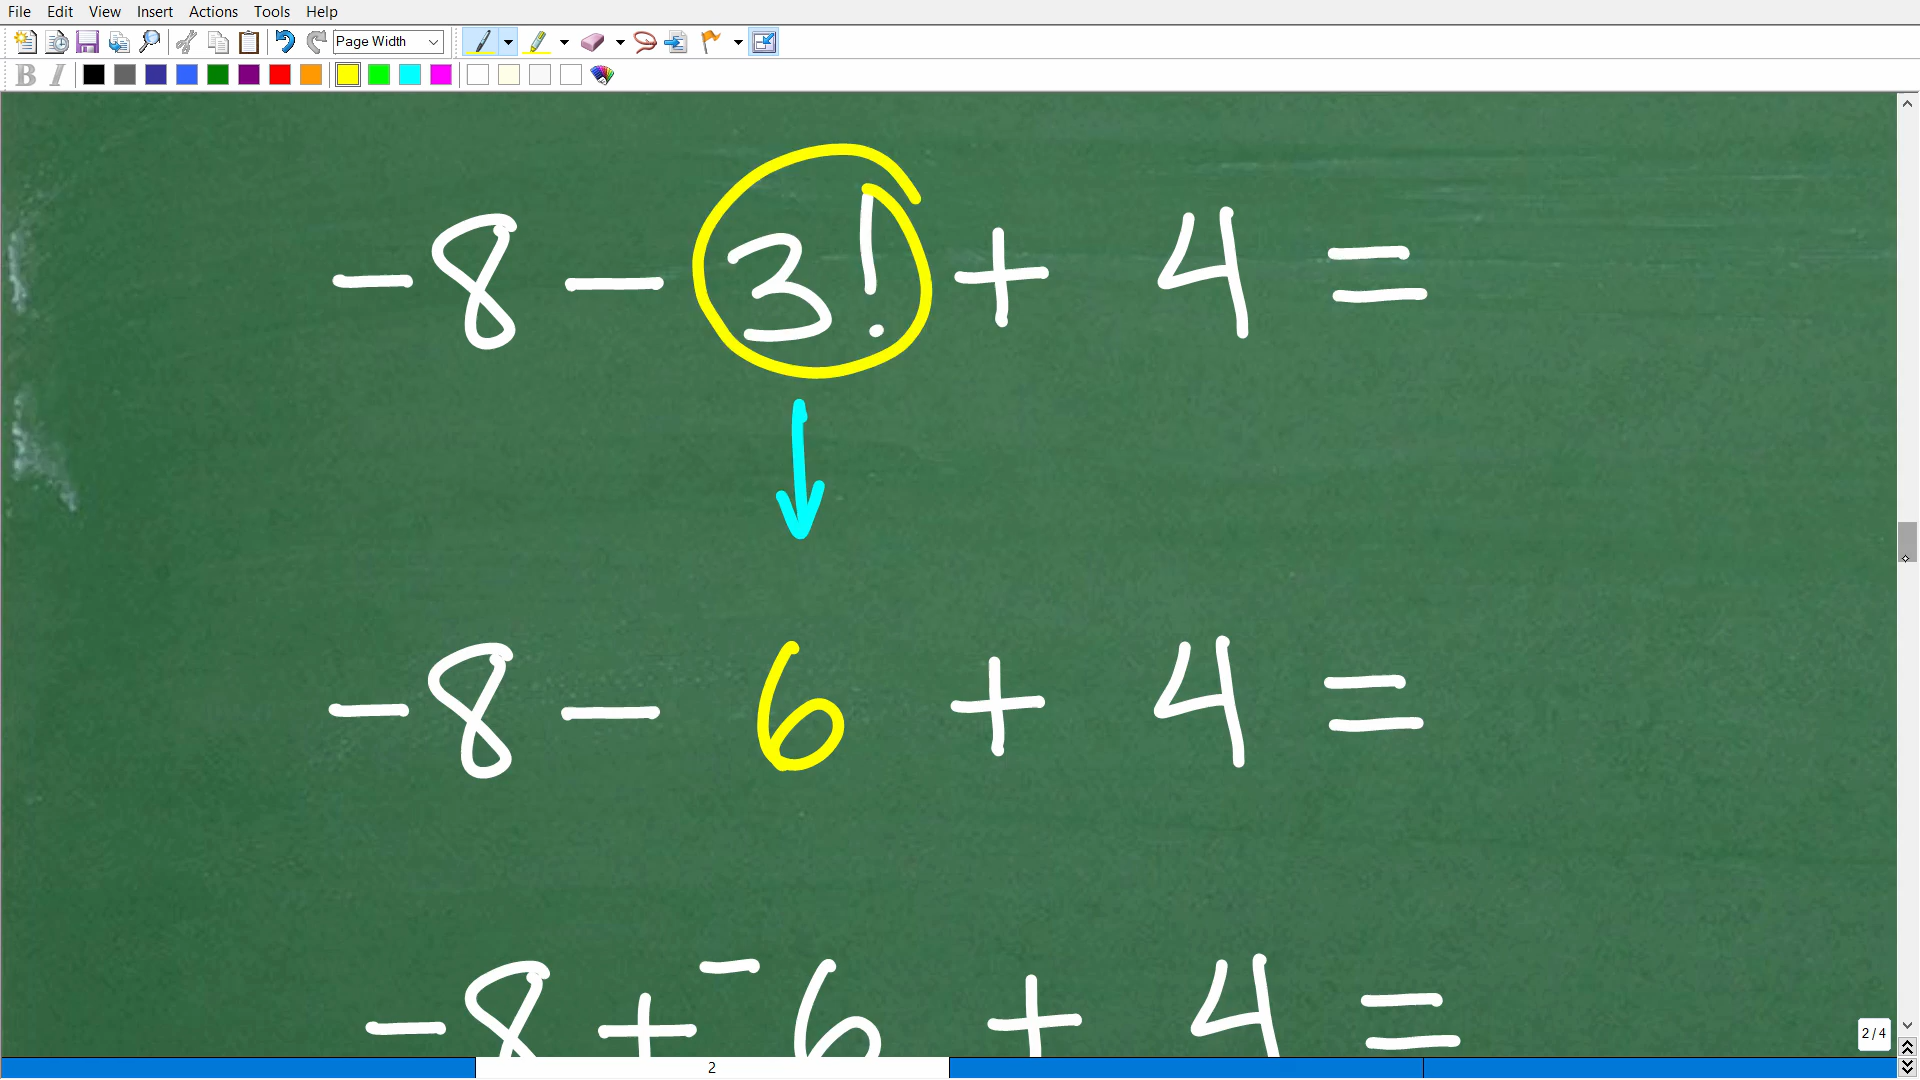 File Edit View Insert Actions Tools Help
Page Width
B I
-8 - 3! + 4 =
-8 - 6 + 4 =
-8 + -6 + 4 =
2 / 4
2